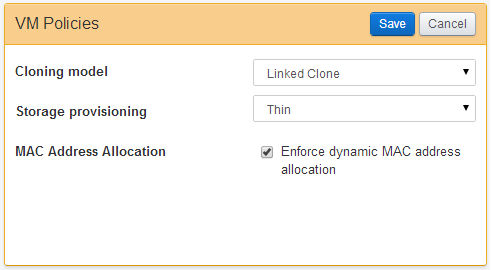 VM Policies Save Cancel
Cloning model Linked Clone
Storage provisioning Thin
MAC Address Allocation Enforce dynamic MAC address
allocation